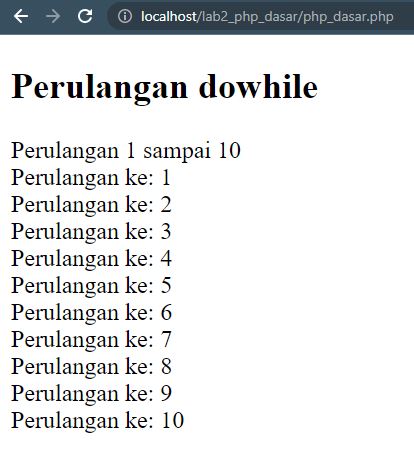 localhost/lab2_php_dasar/php_dasar.php
Perulangan dowhile
Perulangan 1 sampai 10
Perulangan ke: 1
Perulangan ke: 2
Perulangan ke: 3
Perulangan ke: 4
Perulangan ke: 5
Perulangan ke: 6
Perulangan ke: 7
Perulangan ke: 8
Perulangan ke: 9
Perulangan ke: 10